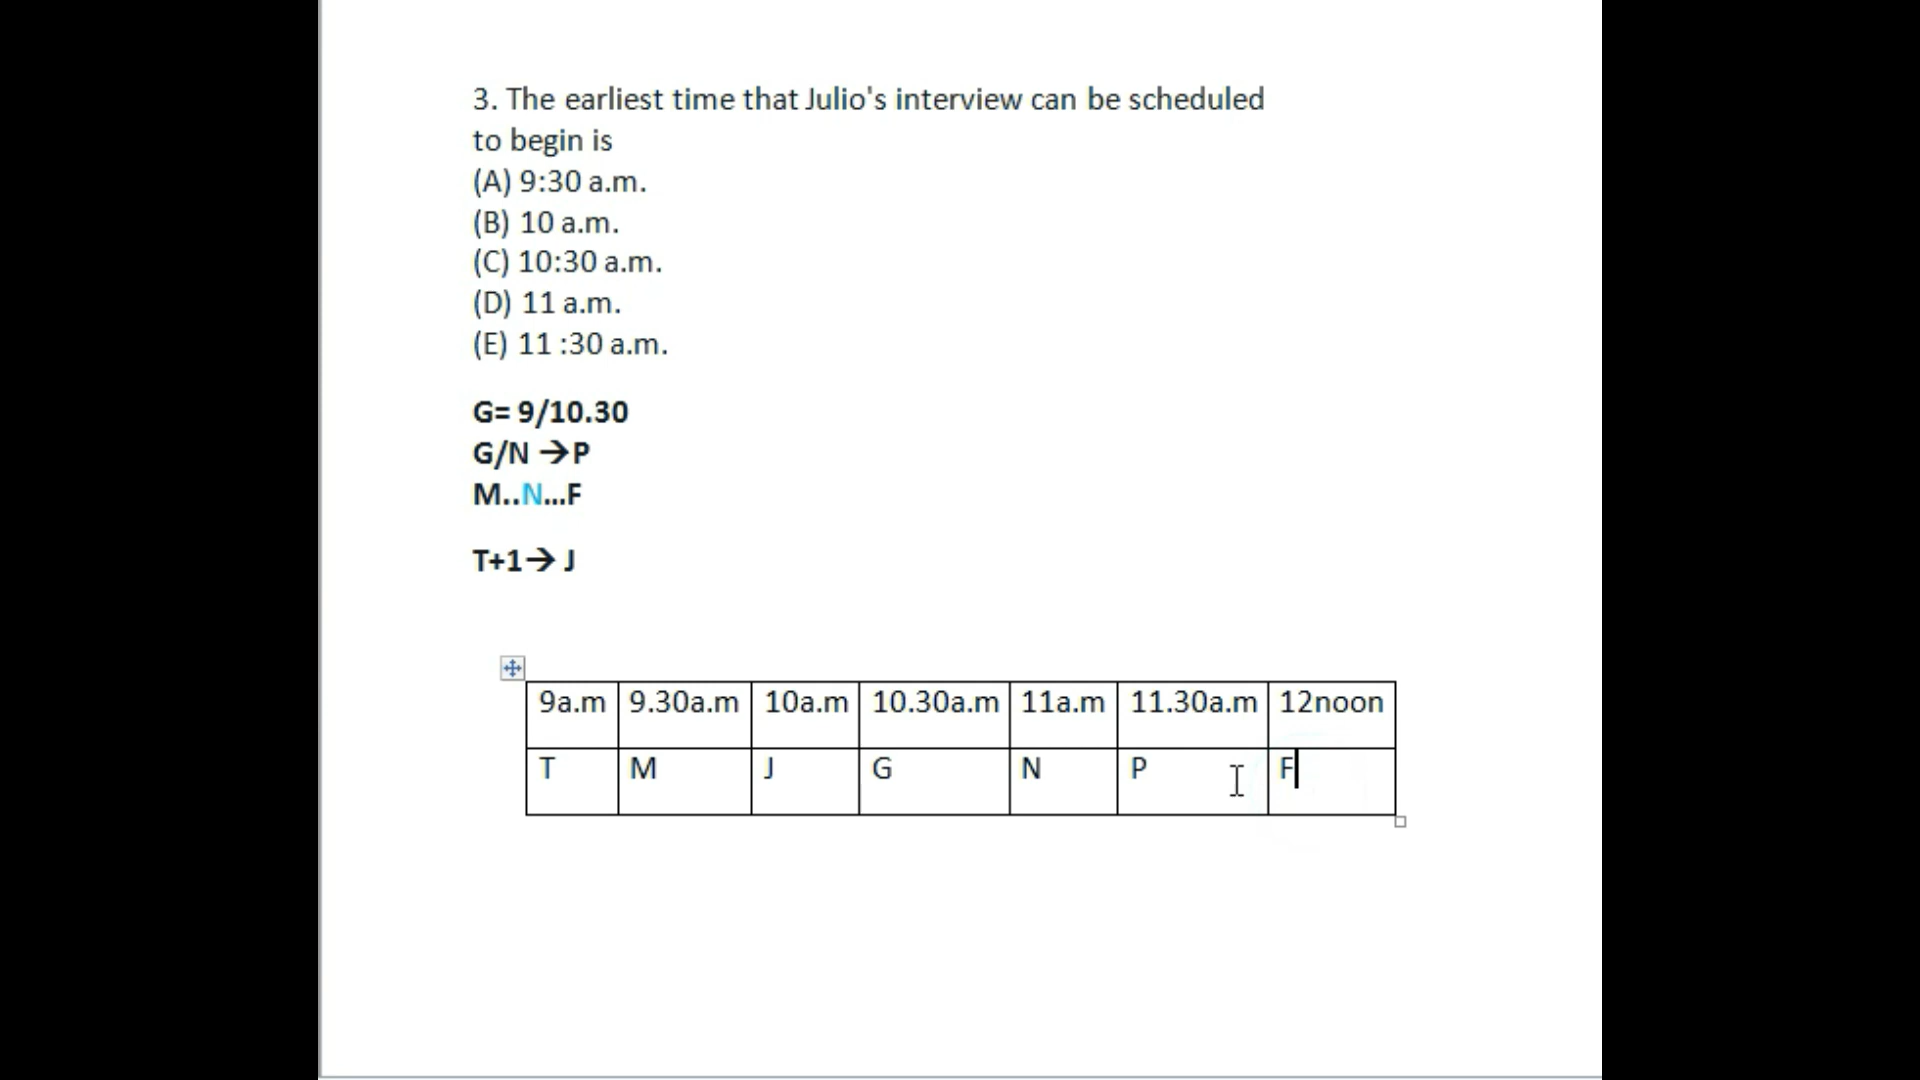 3. The earliest time that Julio's interview can be scheduled
to begin is
(A) 9:30 a.m.
(B) 10 a.m.
(C) 10:30 a.m.
(D) 11 a.m.
(E) 11 :30 a.m.
G= 9/10.30
G/N →P
M..N...F
T+1→ J
9a.m 9.30a.m 10a.m 10.30a.m 11a.m 11.30a.m 12noon
T M J G N P F